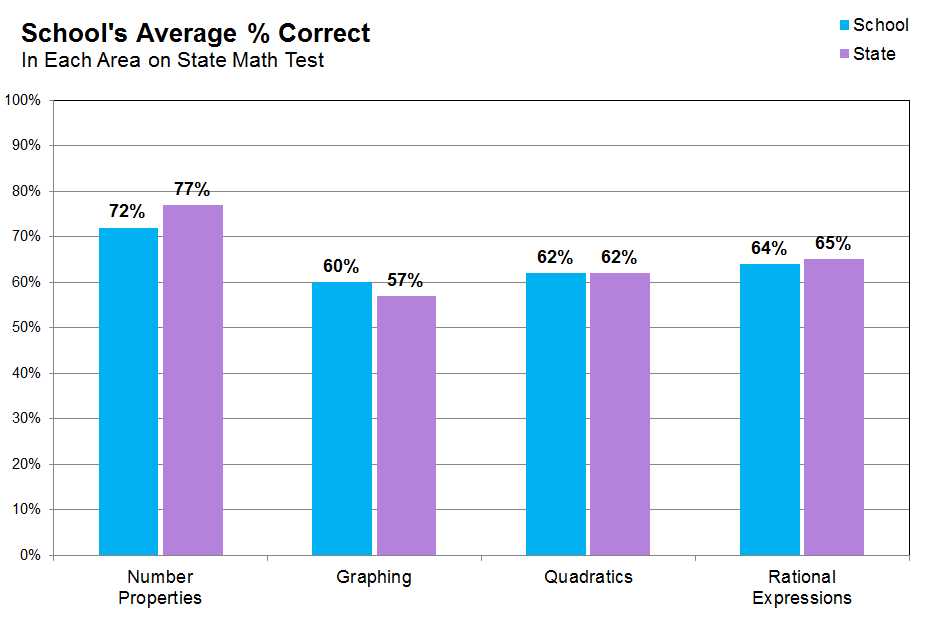 School's Average % Correct
In Each Area on State Math Test
School
State
100%
90%
80%
70%
60%
50%
40%
30%
20%
10%
0%
72%
77%
60%
57%
62%
62%
64%
65%
Number
Properties
Graphing
Quadratics
Rational
Expressions